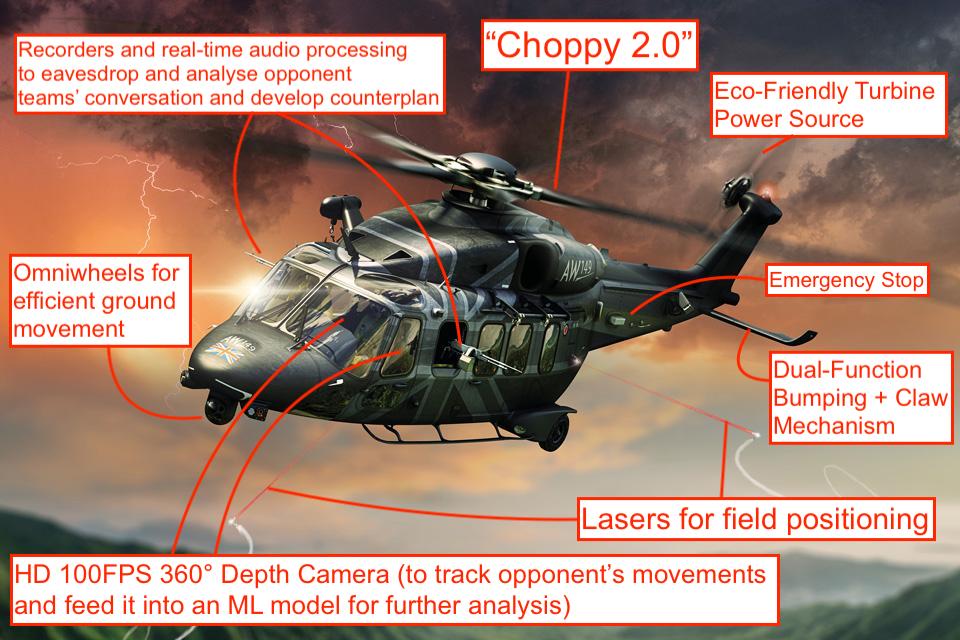 “Choppy 2.0”
Recorders and real-time audio processing
to eavesdrop and analyse opponent
teams’ conversation and develop counterplan
Eco-Friendly Turbine
Power Source
Omniwheels for
efficient ground
movement
AW149
Emergency Stop
AW149
Dual-Function
Bumping + Claw
Mechanism
Lasers for field positioning
HD 100FPS 360° Depth Camera (to track opponent’s movements
and feed it into an ML model for further analysis)